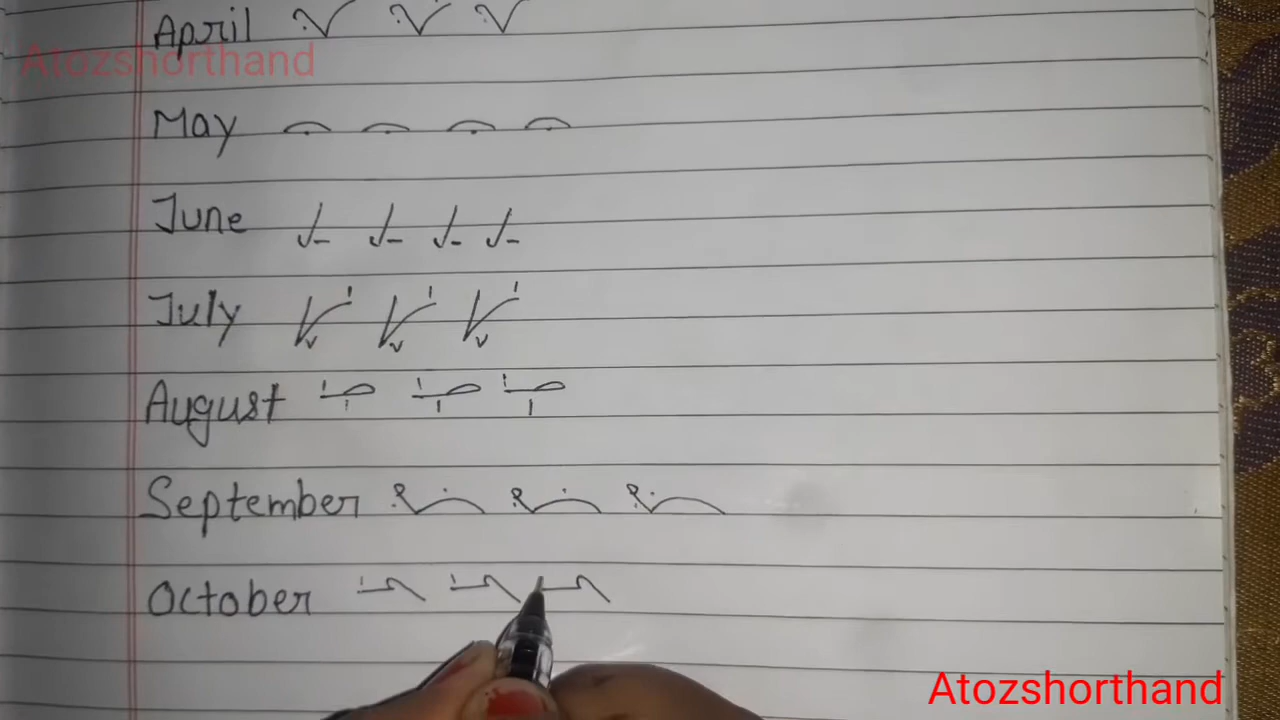 April
Atozshorthand
May
June
July
August
September
October
Atozshorthand